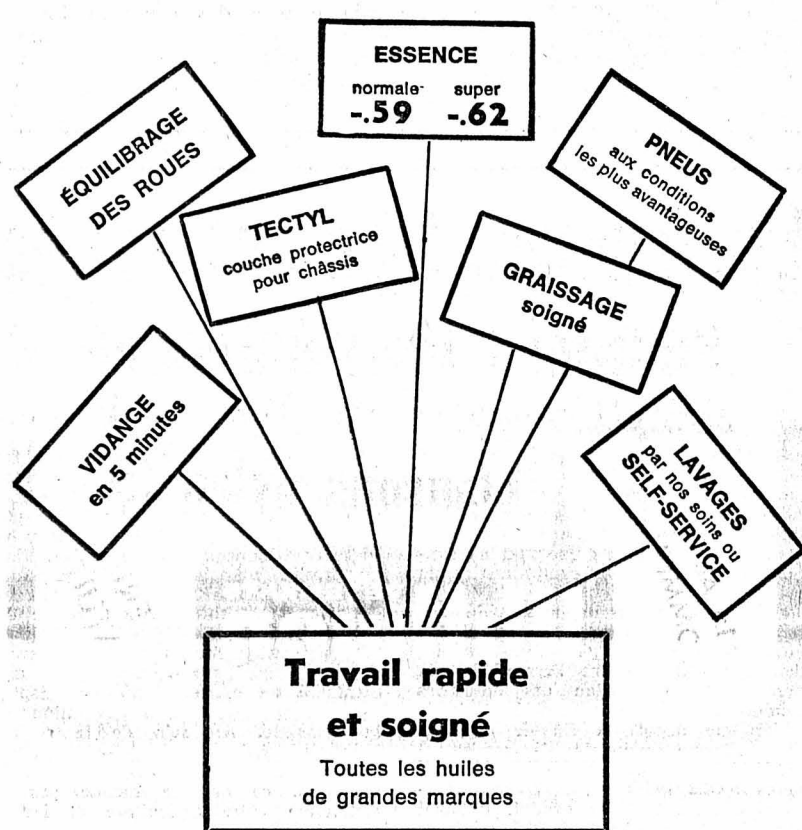 ESSENCE
normale super
-.59 -.62
ÉQUILIBRAGE
DES ROUES
PNEUS
aux conditions
les plus avantageuses
TECTYL
couche protectrice
pour châssis
GRAISSAGE
soigné
VIDANGE
en 5 minutes
LAVAGES
par nos soins ou
SELF-SERVICE
Travail rapide
et soigné
Toutes les huiles
de grandes marques